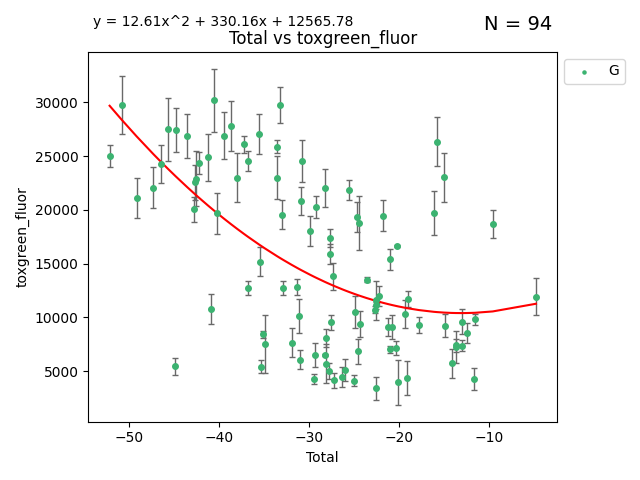 y = 12.61x^2 + 330.16x + 12565.78
N = 94
Total vs toxgreen_fluor
G
toxgreen_fluor
30000
25000
20000
15000
10000
5000
−50
−40
−30
−20
−10
Total